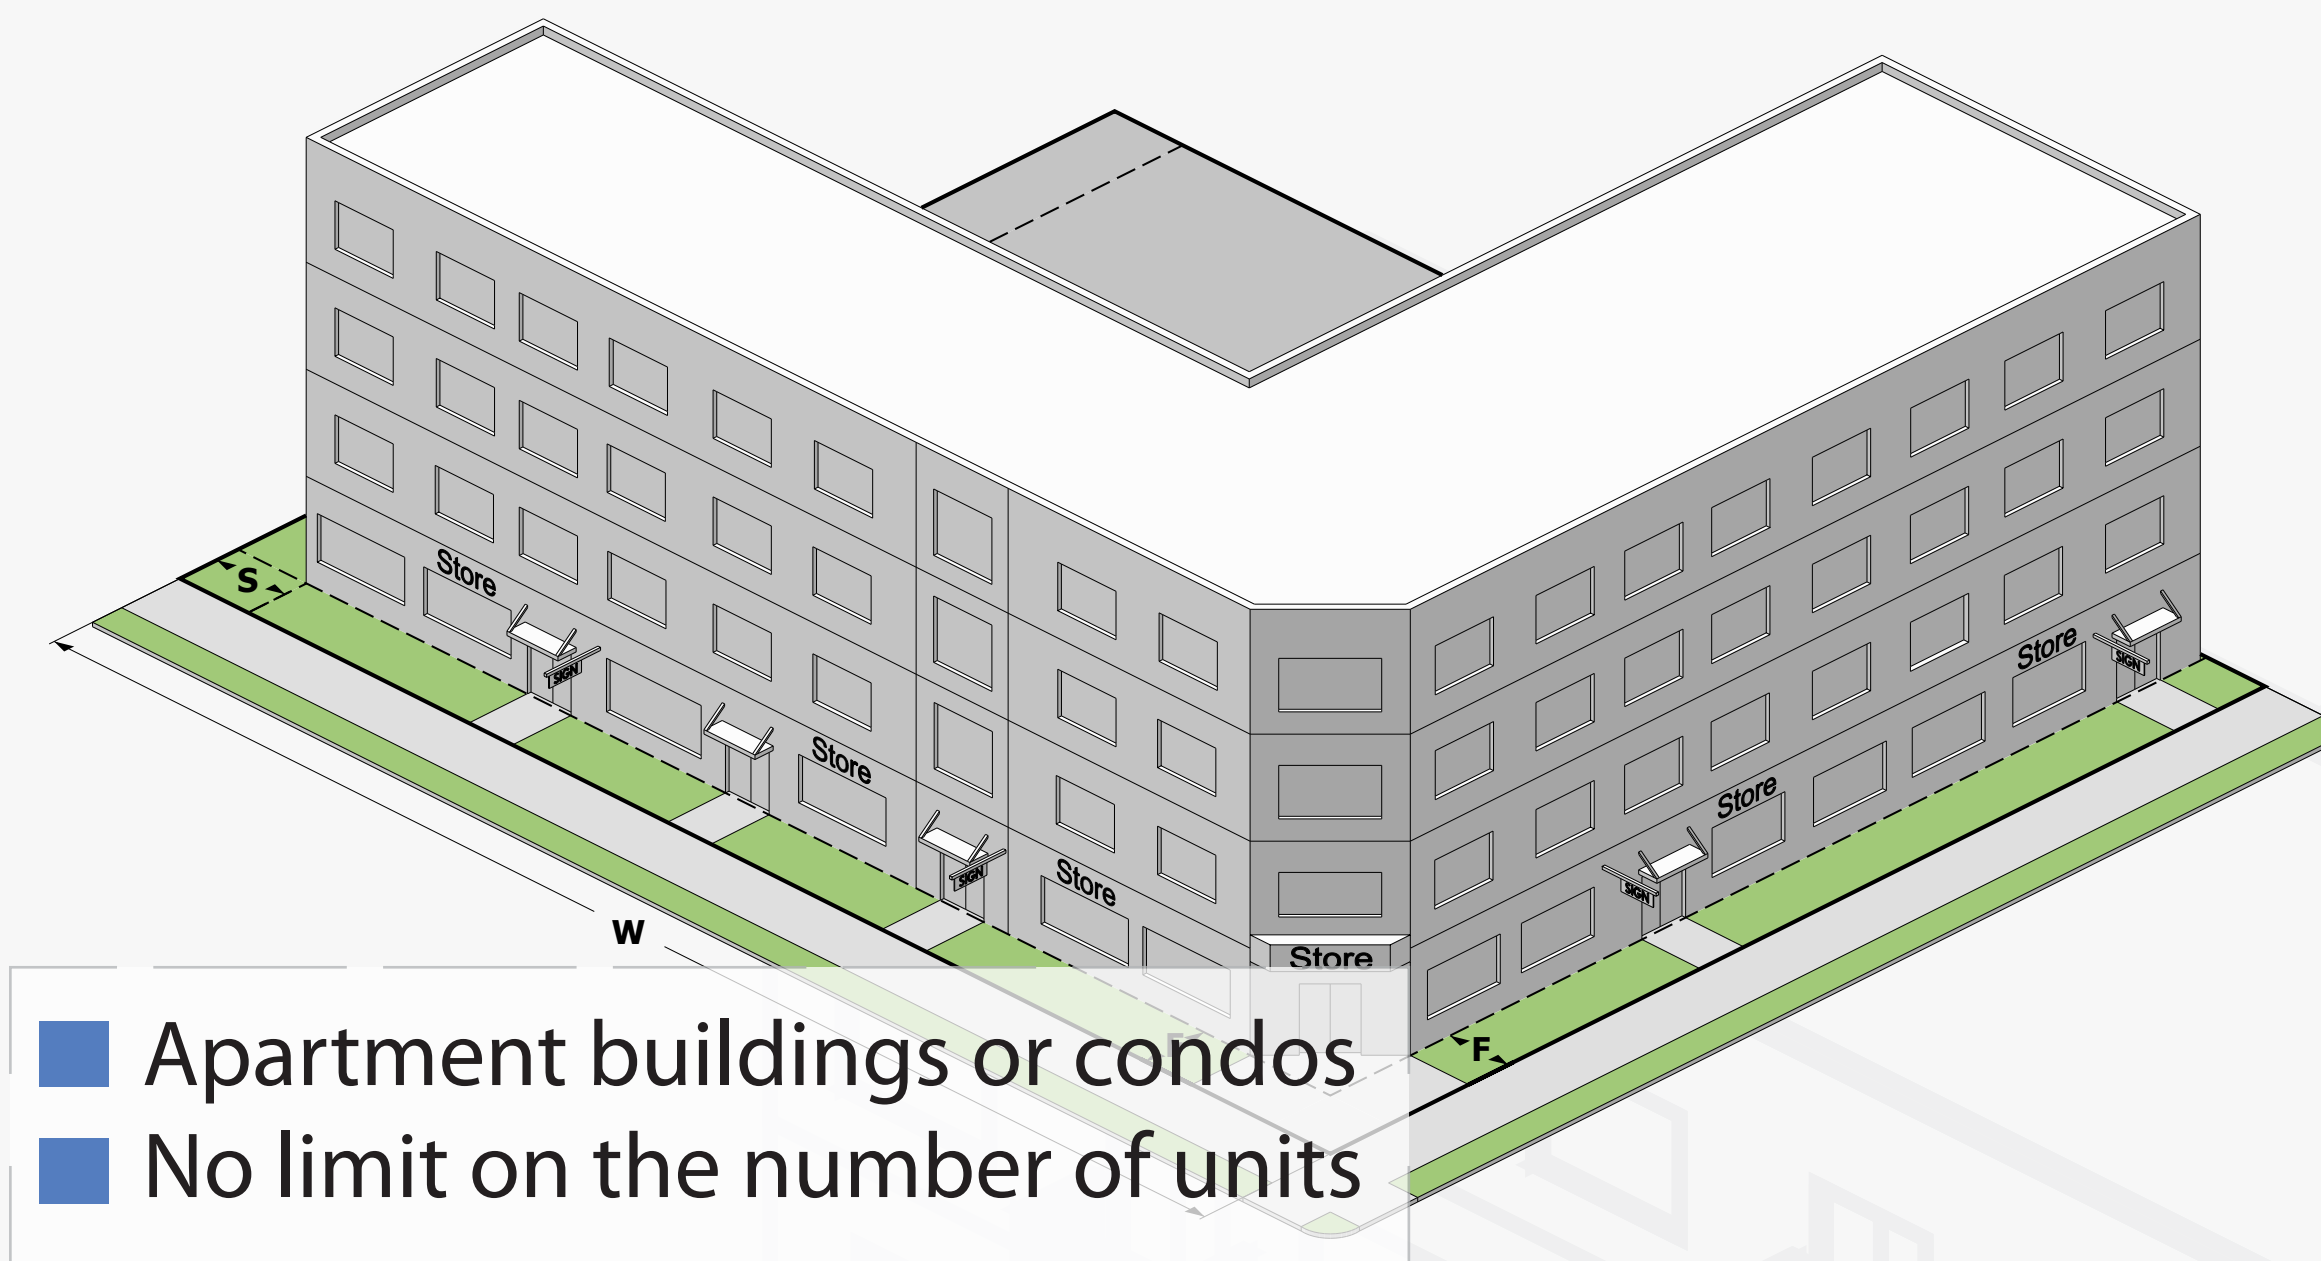 S
Store
SIGN
Store
SIGN
Store
Store
SIGN
Store
SIGN
Store
W
F
F
Apartment buildings or condos
No limit on the number of units